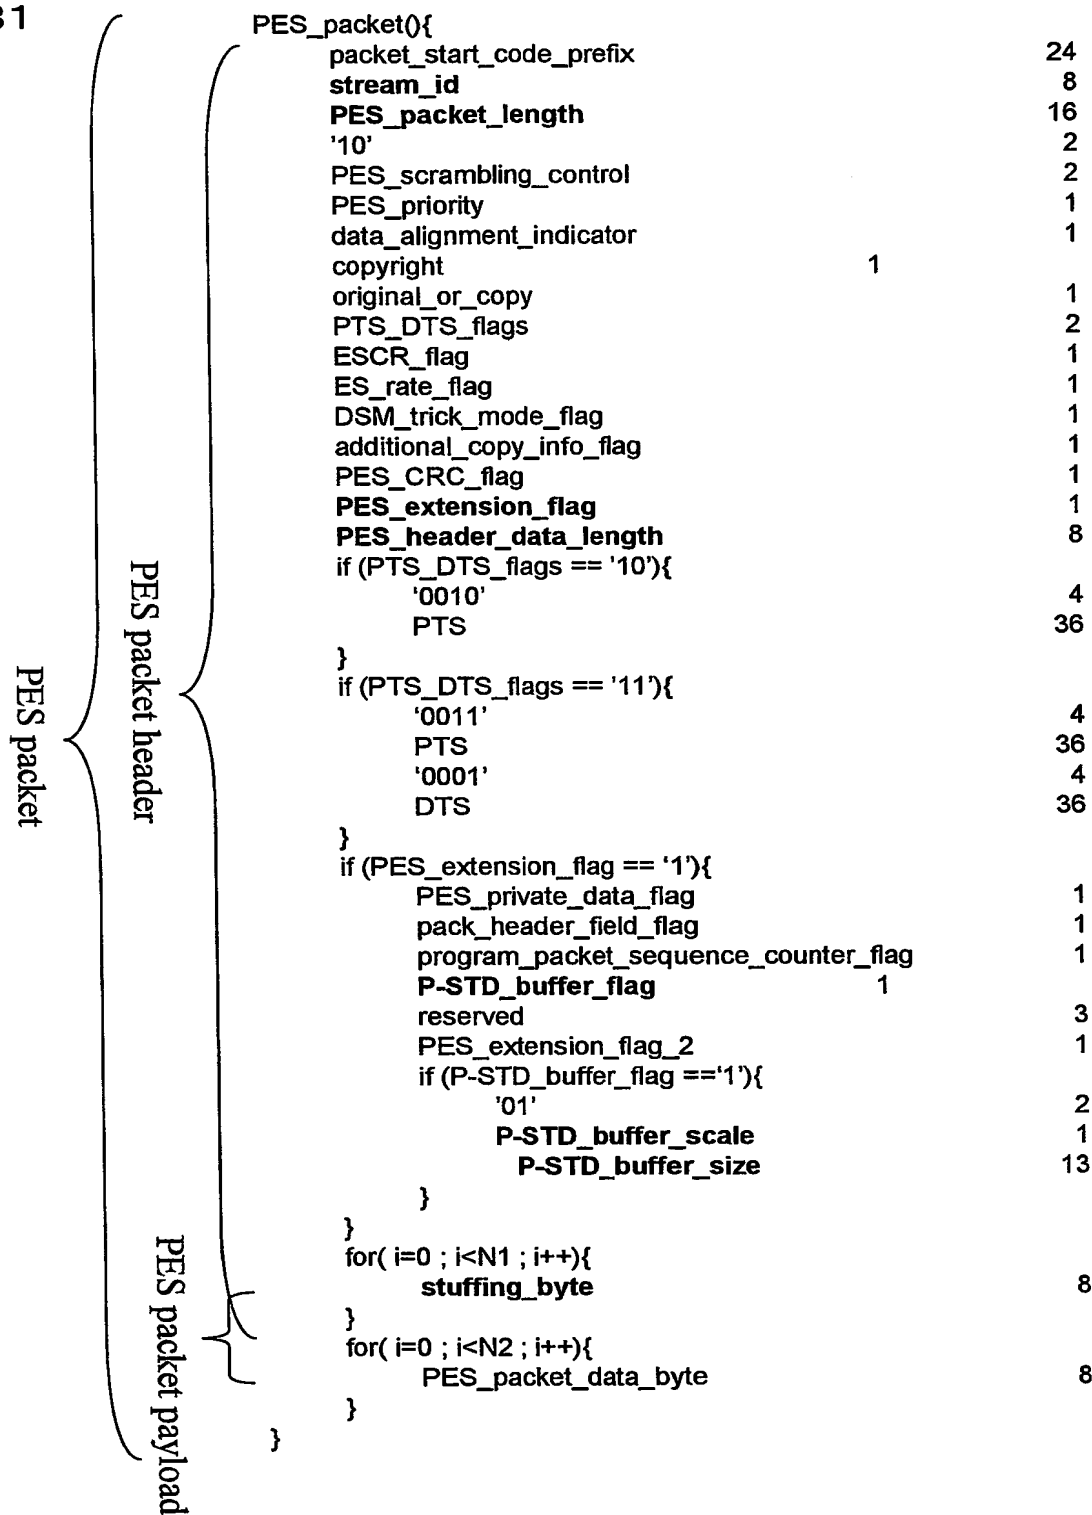 31
PES_packet(){
packet_start_code_prefix 24
stream_id 8
PES_packet_length 16
'10' 2
PES_scrambling_control 2
PES_priority 1
data_alignment_indicator 1
copyright 1
original_or_copy 1
PTS_DTS_flags 2
ESCR_flag 1
ES_rate_flag 1
DSM_trick_mode_flag 1
additional_copy_info_flag 1
PES_CRC_flag 1
PES_extension_flag 1
PES_header_data_length 8
if (PTS_DTS_flags == '10'){
'0010' 4
PTS 36
}
if (PTS_DTS_flags == '11'){
'0011' 4
PTS 36
'0001' 4
DTS 36
}
if (PES_extension_flag == '1'){
PES_private_data_flag 1
pack_header_field_flag 1
program_packet_sequence_counter_flag 1
P-STD_buffer_flag 1
reserved 3
PES_extension_flag_2 1
if (P-STD_buffer_flag =='1'){
'01' 2
P-STD_buffer_scale 1
P-STD_buffer_size 13
}
}
for( i=0 ; i<N1 ; i++){
stuffing_byte 8
}
for( i=0 ; i<N2 ; i++){
PES_packet_data_byte 8
}
}
PES packet header
PES packet
PES packet payload